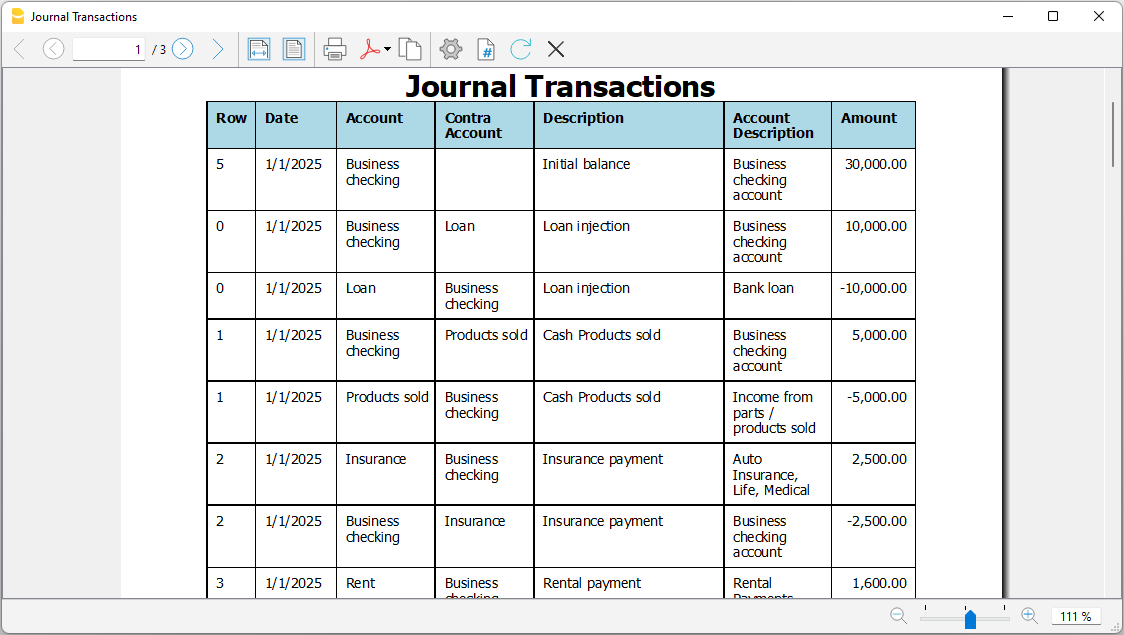 Journal Transactions
1 / 3
#
Journal Transactions
Row Date Account Contra Account Description Account Description Amount
5 1/1/2025 Business checking Initial balance Business checking account 30,000.00
0 1/1/2025 Business checking Loan Loan injection Business checking account 10,000.00
0 1/1/2025 Loan Business checking Loan injection Bank loan -10,000.00
1 1/1/2025 Business checking Products sold Cash Products sold Business checking account 5,000.00
1 1/1/2025 Products sold Business checking Cash Products sold Income from parts / products sold -5,000.00
2 1/1/2025 Insurance Business checking Insurance payment Auto Insurance, Life, Medical 2,500.00
2 1/1/2025 Business checking Insurance Insurance payment Business checking account -2,500.00
3 1/1/2025 Rent Business checking Rental payment Rental Payments 1,600.00
111 %